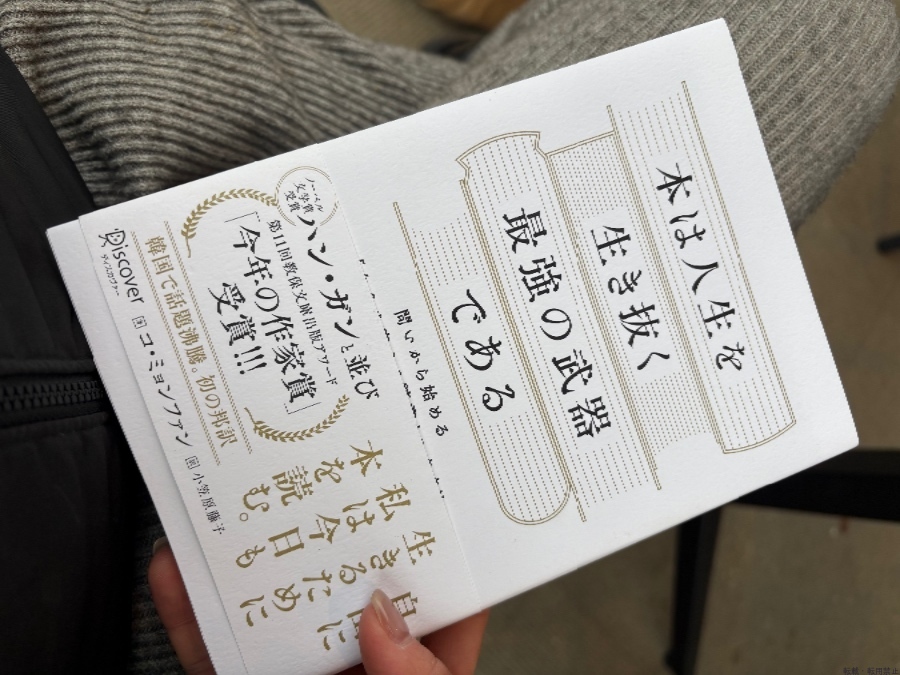 本は人生を
生き抜く
最強の武器
である
問いから始める
ノーベル
文学賞
受賞
ハン・ガンと並び
第11回教保文庫出版アワード
「今年の作家賞」
受賞!!!
韓国で話題沸騰。初の邦訳
自由に
生きるために
私は今日も
本を読む。
Discover
ディスカヴァー
著 コ・ミョンファン 訳 小笠原藤子